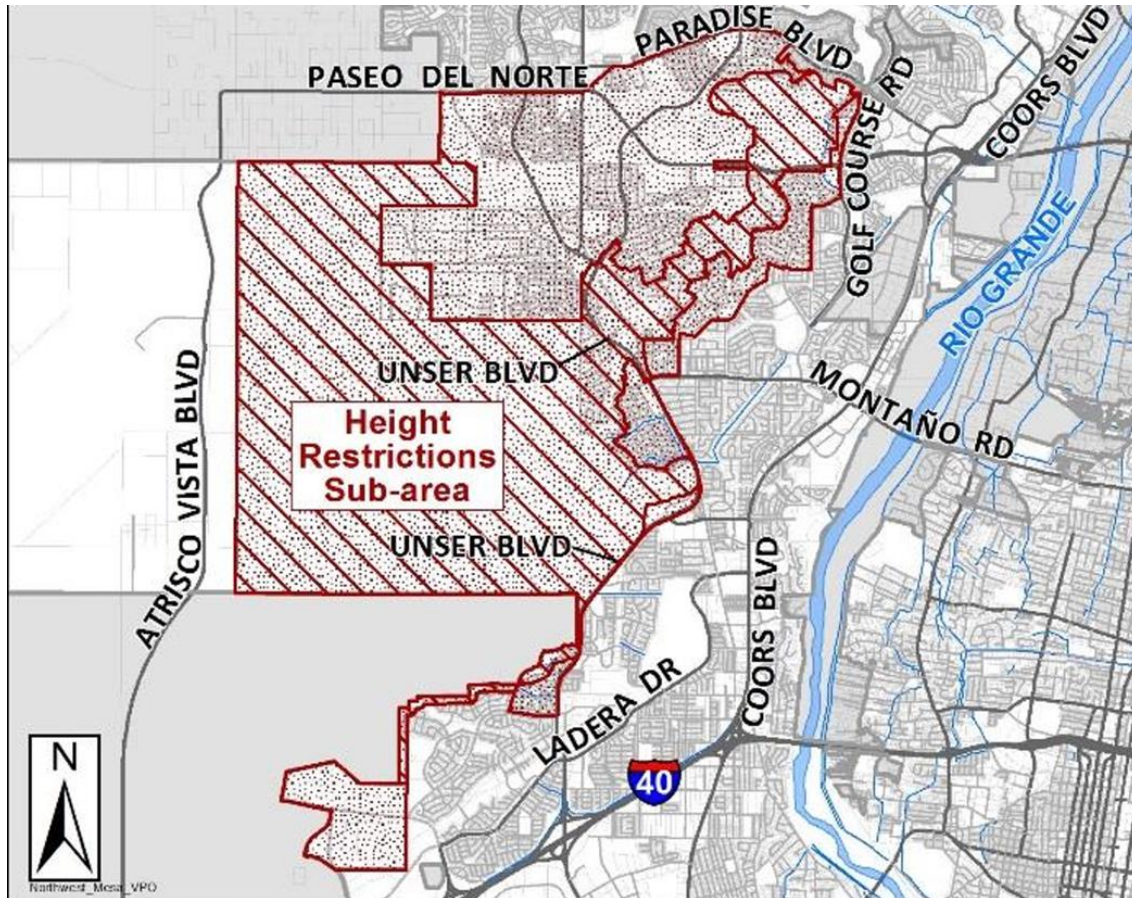 PARADISE BLVD
PASEO DEL NORTE
GOLF COURSE RD
COORS BLVD
RIO GRANDE
UNSER BLVD
MONTAÑO RD
ATRISCO VISTA BLVD
Height
Restrictions
Sub-area
UNSER BLVD
COORS BLVD
LADERA DR
40
N
Northwest_Mesa_VPO